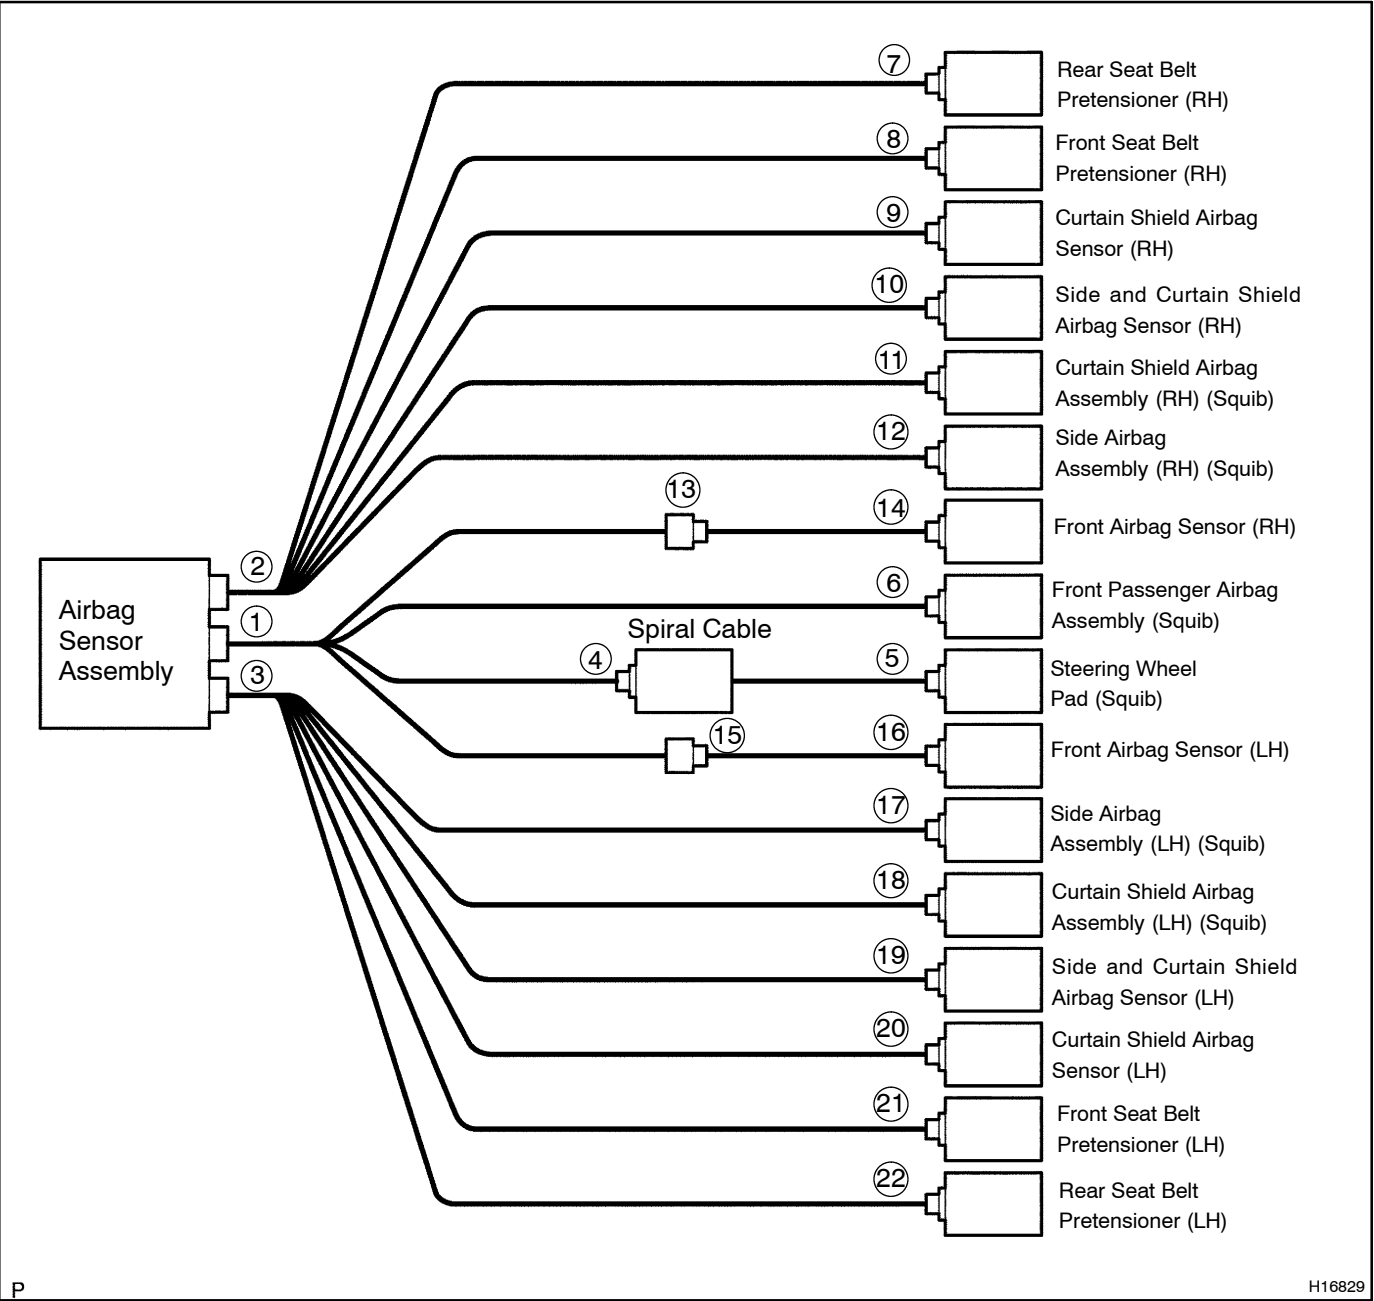 7
Rear Seat Belt
Pretensioner (RH)
8
Front Seat Belt
Pretensioner (RH)
9
Curtain Shield Airbag
Sensor (RH)
10
Side and Curtain Shield
Airbag Sensor (RH)
11
Curtain Shield Airbag
Assembly (RH) (Squib)
12
Side Airbag
Assembly (RH) (Squib)
13
14
Front Airbag Sensor (RH)
2
1
3
Airbag
Sensor
Assembly
6
Front Passenger Airbag
Assembly (Squib)
Spiral Cable
4
5
Steering Wheel
Pad (Squib)
15
16
Front Airbag Sensor (LH)
17
Side Airbag
Assembly (LH) (Squib)
18
Curtain Shield Airbag
Assembly (LH) (Squib)
19
Side and Curtain Shield
Airbag Sensor (LH)
20
Curtain Shield Airbag
Sensor (LH)
21
Front Seat Belt
Pretensioner (LH)
22
Rear Seat Belt
Pretensioner (LH)
P
H16829